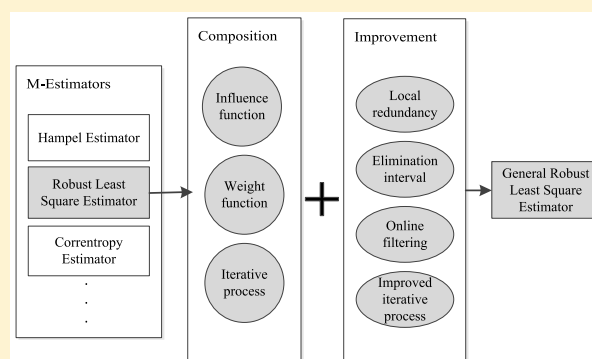 M-Estimators
Hampel Estimator
Robust Least
Square Estimator
Correntropy
Estimator
.
.
.
Composition
Influence
function
Weight
function
Iterative
process
+
Improvement
Local
redundancy
Elimination
interval
Online
filtering
Improved
iterative
process
General Robust
Least Square
Estimator